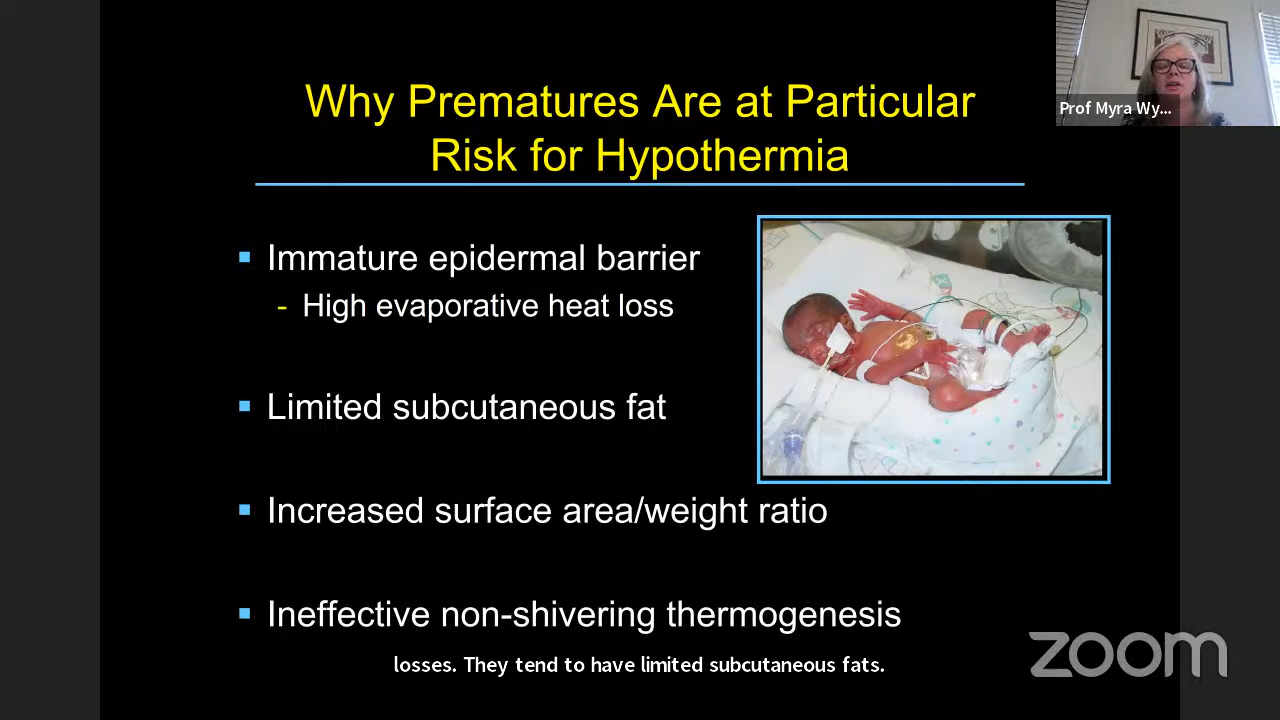 Why Prematures Are at Particular
Risk for Hypothermia
Prof Myra Wy...
▪ Immature epidermal barrier
- High evaporative heat loss
▪ Limited subcutaneous fat
▪ Increased surface area/weight ratio
▪ Ineffective non-shivering thermogenesis
losses. They tend to have limited subcutaneous fats.
zoom